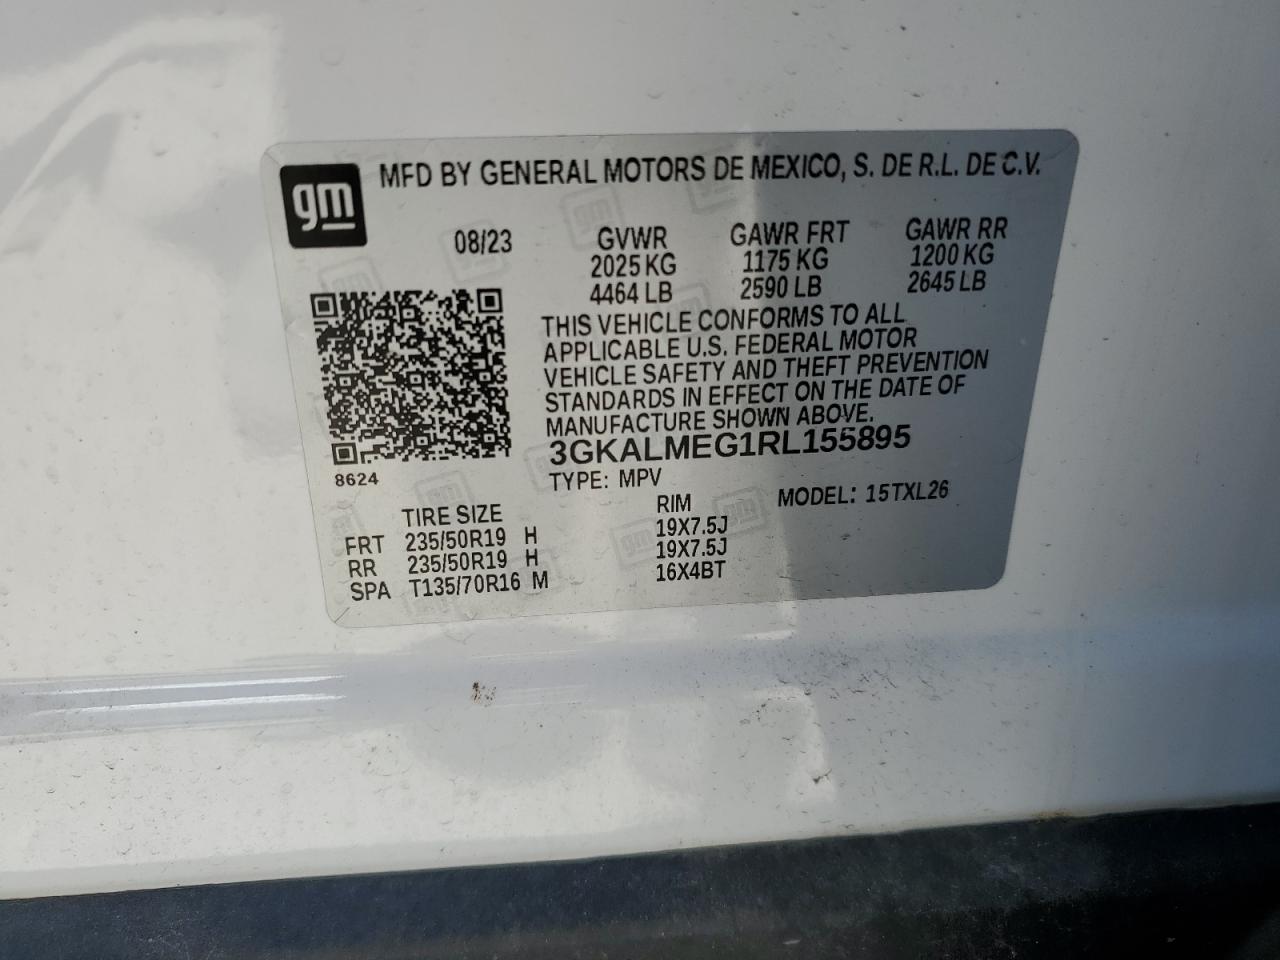 gm
MFD BY GENERAL MOTORS DE MEXICO, S. DE R.L. DE C.V.
08/23 GVWR GAWR FRT GAWR RR
2025 KG 1175 KG 1200 KG
4464 LB 2590 LB 2645 LB
THIS VEHICLE CONFORMS TO ALL
APPLICABLE U.S. FEDERAL MOTOR
VEHICLE SAFETY AND THEFT PREVENTION
STANDARDS IN EFFECT ON THE DATE OF
MANUFACTURE SHOWN ABOVE.
3GKALMEG1RL155895
8624
TYPE: MPV MODEL: 15TXL26
TIRE SIZE RIM
FRT 235/50R19 H 19X7.5J
RR 235/50R19 H 19X7.5J
SPA T135/70R16 M 16X4BT